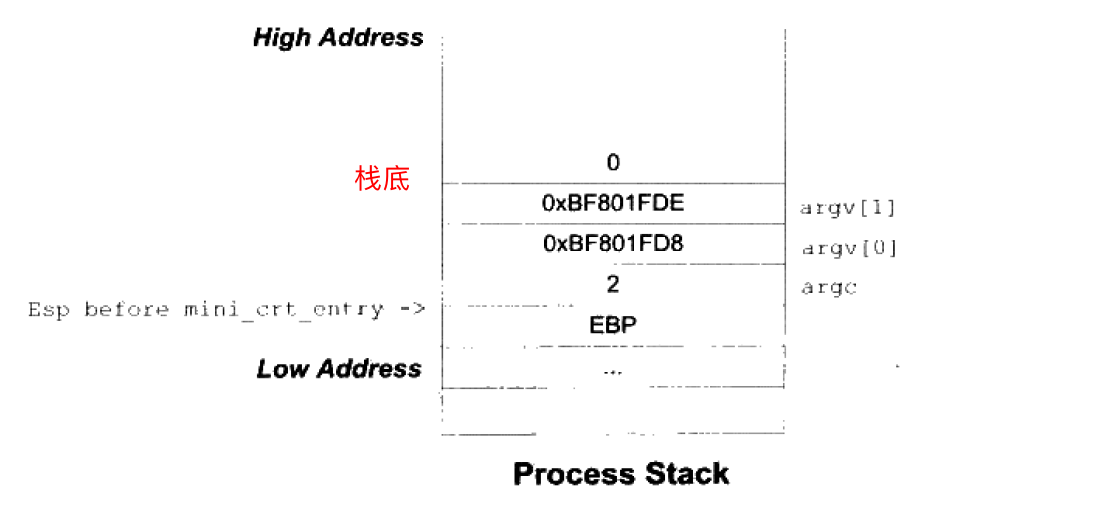 High Address
0
栈底
0xBF801FDE
argv[1]
0xBF801FD8
argv[0]
2
argc
Esp before mini_crt_entry ->
EBP
Low Address
...
Process Stack